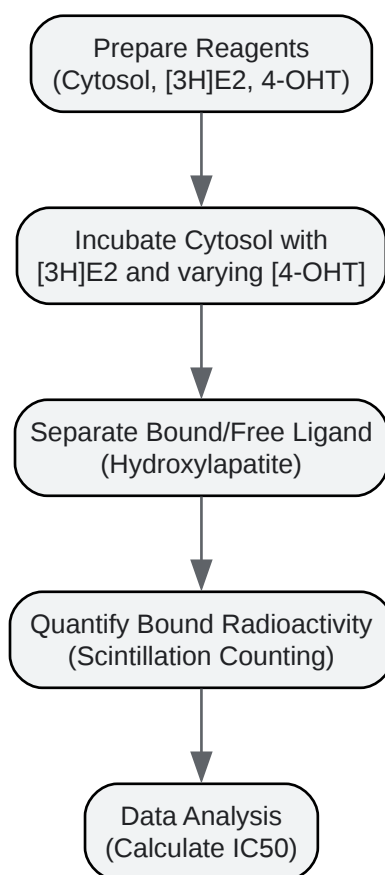 Prepare Reagents
(Cytosol, [3H]E2, 4-OHT)
Incubate Cytosol with
[3H]E2 and varying [4-OHT]
Separate Bound/Free Ligand
(Hydroxylapatite)
Quantify Bound Radioactivity
(Scintillation Counting)
Data Analysis
(Calculate IC50)